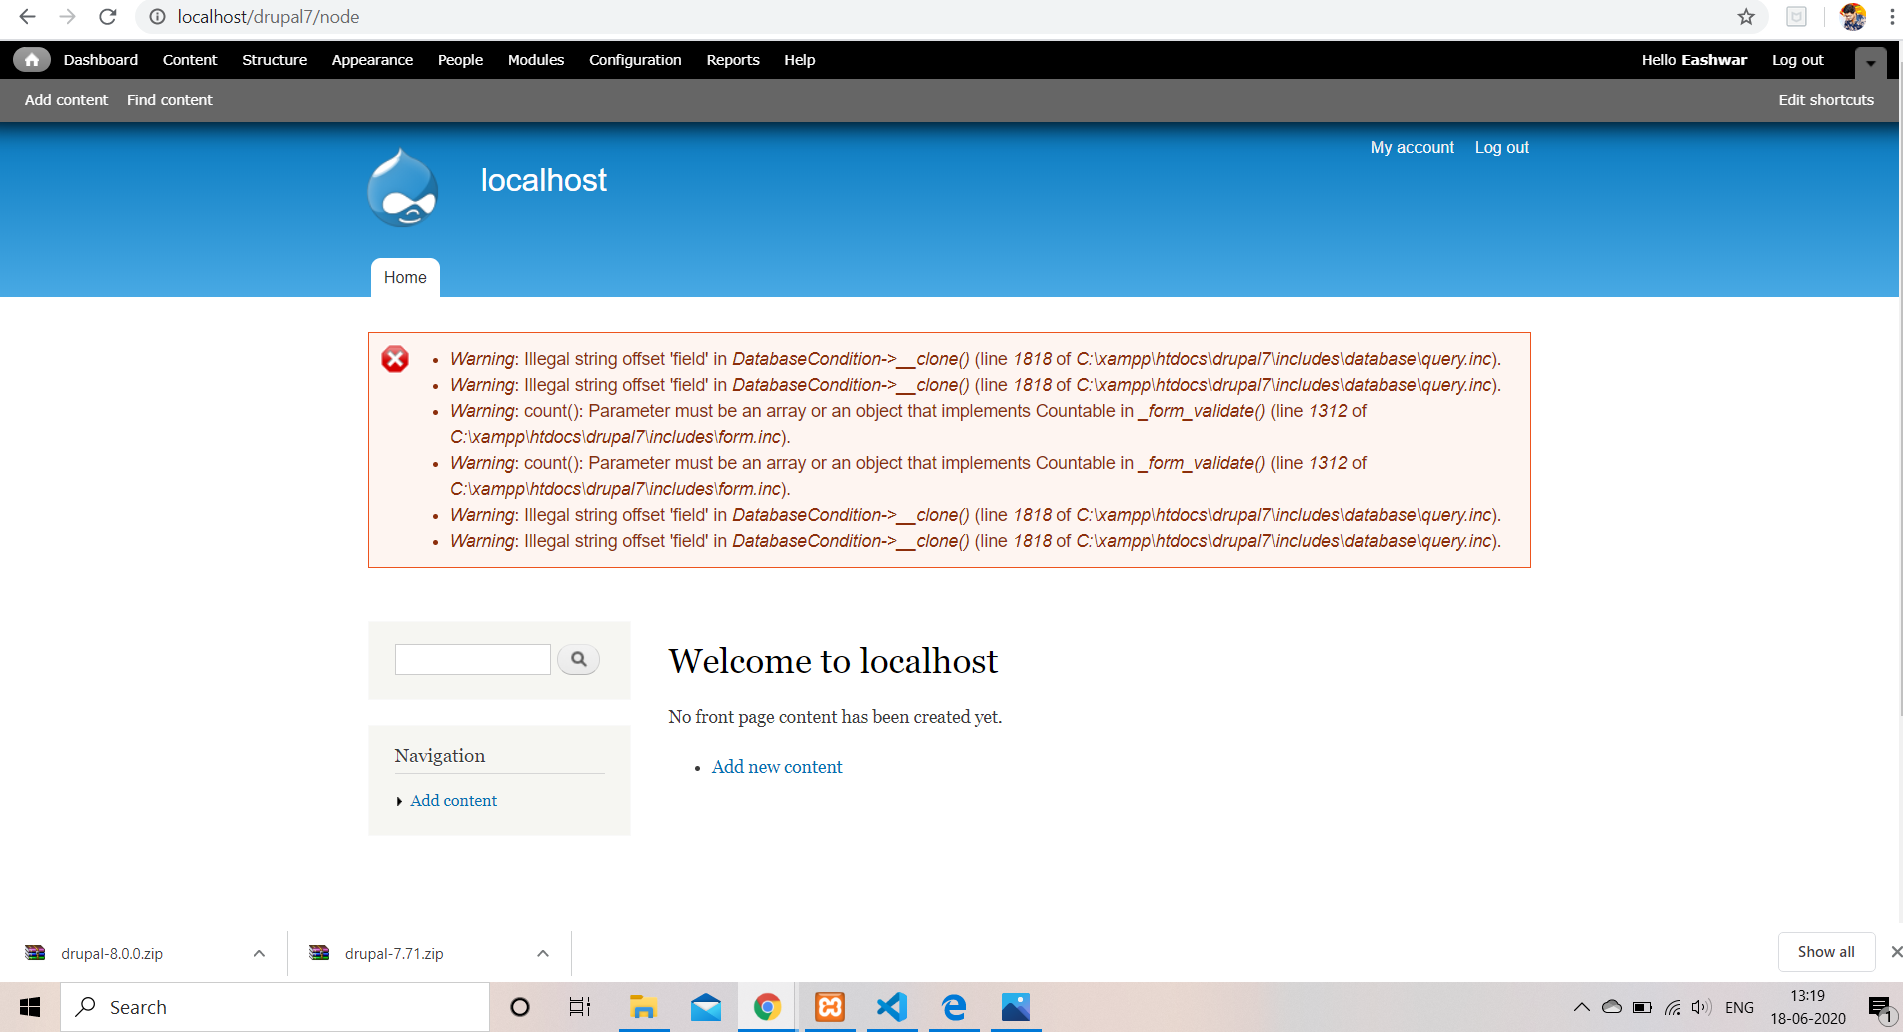 localhost/drupal7/node
Dashboard Content Structure Appearance People Modules Configuration Reports Help Hello Eashwar Log out
Add content Find content Edit shortcuts
My account Log out
localhost
Home
Warning: Illegal string offset 'field' in DatabaseCondition->__clone() (line 1818 of C:\xampp\htdocs\drupal7\includes\database\query.inc).
Warning: Illegal string offset 'field' in DatabaseCondition->__clone() (line 1818 of C:\xampp\htdocs\drupal7\includes\database\query.inc).
Warning: count(): Parameter must be an array or an object that implements Countable in _form_validate() (line 1312 of
C:\xampp\htdocs\drupal7\includes\form.inc).
Warning: count(): Parameter must be an array or an object that implements Countable in _form_validate() (line 1312 of
C:\xampp\htdocs\drupal7\includes\form.inc).
Warning: Illegal string offset 'field' in DatabaseCondition->__clone() (line 1818 of C:\xampp\htdocs\drupal7\includes\database\query.inc).
Warning: Illegal string offset 'field' in DatabaseCondition->__clone() (line 1818 of C:\xampp\htdocs\drupal7\includes\database\query.inc).
Welcome to localhost
No front page content has been created yet.
Add new content
Navigation
Add content
drupal-8.0.0.zip drupal-7.71.zip Show all
Search
ENG
13:19
18-06-2020
1